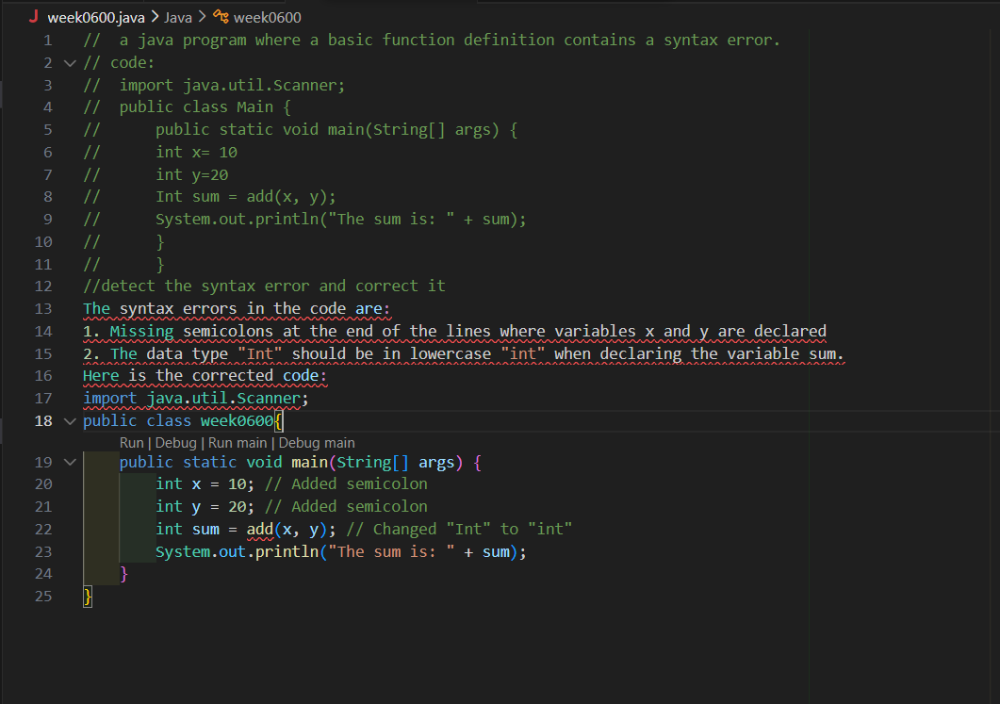 week0600.java > Java > week0600
1 //  a java program where a basic function definition contains a syntax error.
2 // code:
3 //  import java.util.Scanner;
4 //  public class Main {
5 //      public static void main(String[] args) {
6 //      int x= 10
7 //      int y=20
8 //      Int sum = add(x, y);
9 //      System.out.println("The sum is: " + sum);
10 //      }
11 //      }
12 //detect the syntax error and correct it
13 The syntax errors in the code are:
14 1. Missing semicolons at the end of the lines where variables x and y are declared
15 2. The data type "Int" should be in lowercase "int" when declaring the variable sum.
16 Here is the corrected code:
17 import java.util.Scanner;
18 public class week0600{
Run | Debug | Run main | Debug main
19     public static void main(String[] args) {
20         int x = 10; // Added semicolon
21         int y = 20; // Added semicolon
22         int sum = add(x, y); // Changed "Int" to "int"
23         System.out.println("The sum is: " + sum);
24     }
25 }